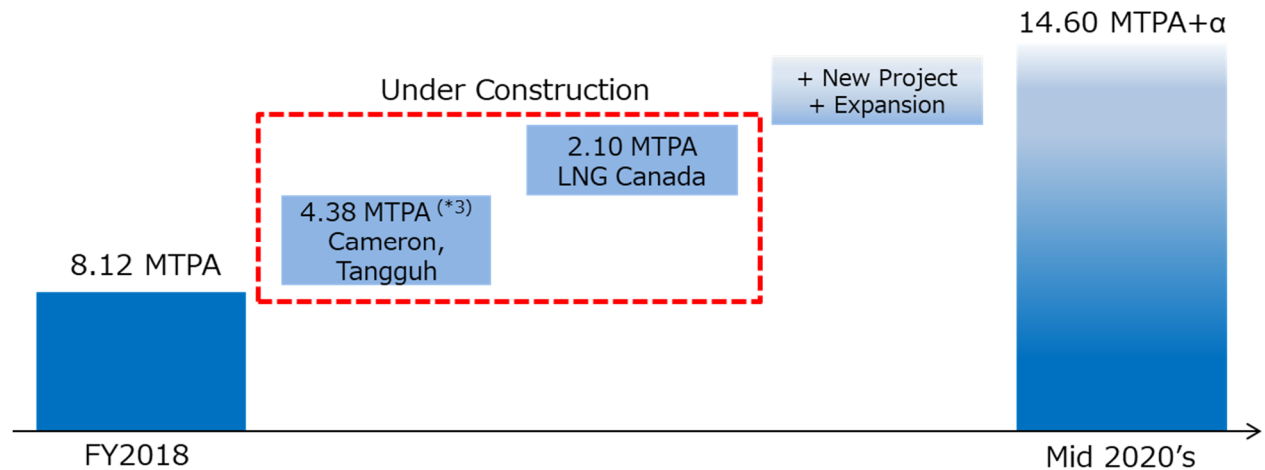 14.60 MTPA+α
+ New Project
+ Expansion
Under Construction
2.10 MTPA
LNG Canada
4.38 MTPA (*3)
Cameron,
Tangguh
8.12 MTPA
FY2018
Mid 2020's